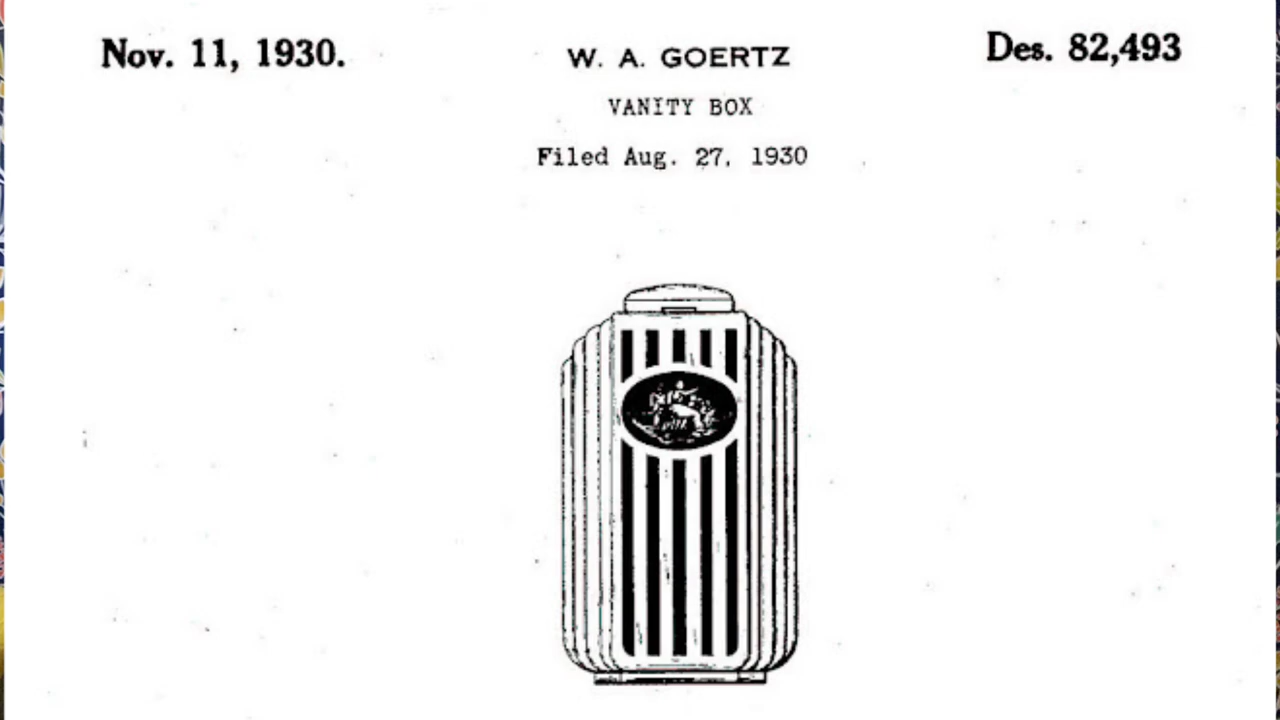 Nov. 11, 1930.
W. A. GOERTZ
Des. 82,493
VANITY BOX
Filed Aug. 27, 1930